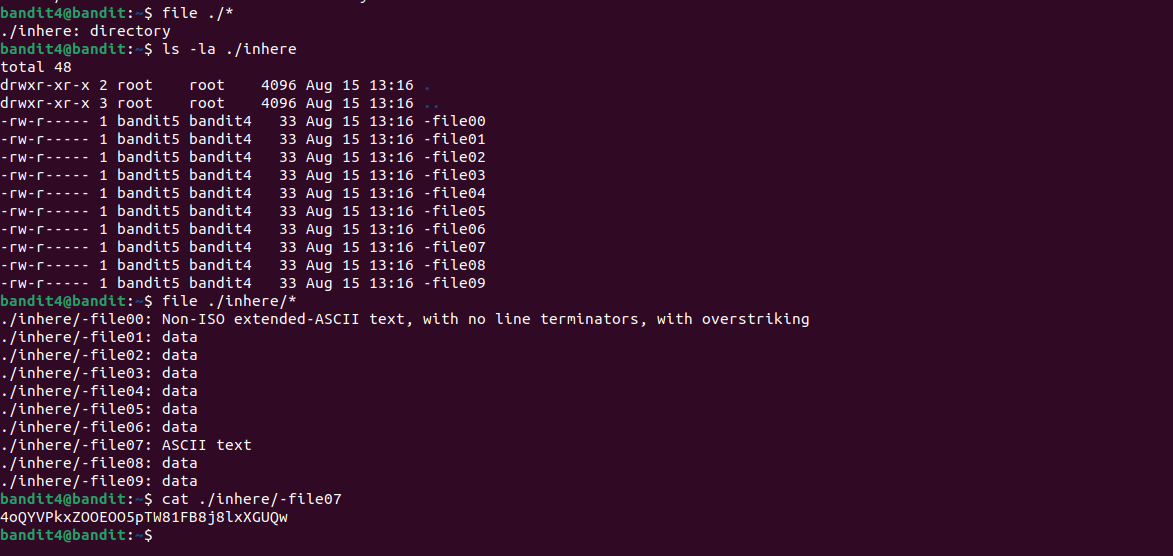 bandit4@bandit:~$ file ./*
./inhere: directory
bandit4@bandit:~$ ls -la ./inhere
total 48
drwxr-xr-x 2 root    root    4096 Aug 15 13:16 .
drwxr-xr-x 3 root    root    4096 Aug 15 13:16 ..
-rw-r----- 1 bandit5 bandit4   33 Aug 15 13:16 -file00
-rw-r----- 1 bandit5 bandit4   33 Aug 15 13:16 -file01
-rw-r----- 1 bandit5 bandit4   33 Aug 15 13:16 -file02
-rw-r----- 1 bandit5 bandit4   33 Aug 15 13:16 -file03
-rw-r----- 1 bandit5 bandit4   33 Aug 15 13:16 -file04
-rw-r----- 1 bandit5 bandit4   33 Aug 15 13:16 -file05
-rw-r----- 1 bandit5 bandit4   33 Aug 15 13:16 -file06
-rw-r----- 1 bandit5 bandit4   33 Aug 15 13:16 -file07
-rw-r----- 1 bandit5 bandit4   33 Aug 15 13:16 -file08
-rw-r----- 1 bandit5 bandit4   33 Aug 15 13:16 -file09
bandit4@bandit:~$ file ./inhere/*
./inhere/-file00: Non-ISO extended-ASCII text, with no line terminators, with overstriking
./inhere/-file01: data
./inhere/-file02: data
./inhere/-file03: data
./inhere/-file04: data
./inhere/-file05: data
./inhere/-file06: data
./inhere/-file07: ASCII text
./inhere/-file08: data
./inhere/-file09: data
bandit4@bandit:~$ cat ./inhere/-file07
4oQYVPkxZOOEOO5pTW81FB8j8lxXGUQw
bandit4@bandit:~$